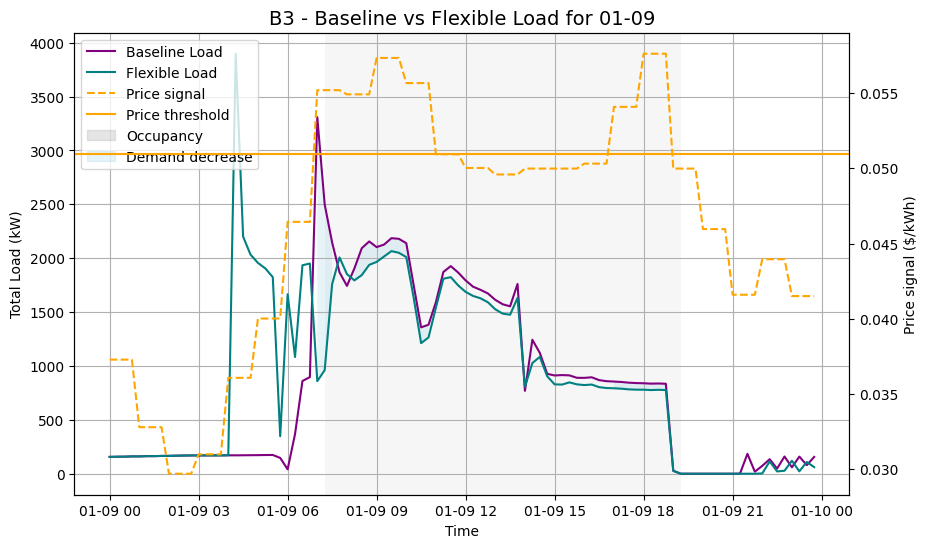 B3 - Baseline vs Flexible Load for 01-09
Baseline Load
Flexible Load
Price signal
Price threshold
Occupancy
Demand decrease
Total Load (kW)
4000
3500
3000
2500
2000
1500
1000
500
0
Price signal ($/kWh)
0.055
0.050
0.045
0.040
0.035
0.030
01-09 00 01-09 03 01-09 06 01-09 09 01-09 12 01-09 15 01-09 18 01-09 21 01-10 00
Time